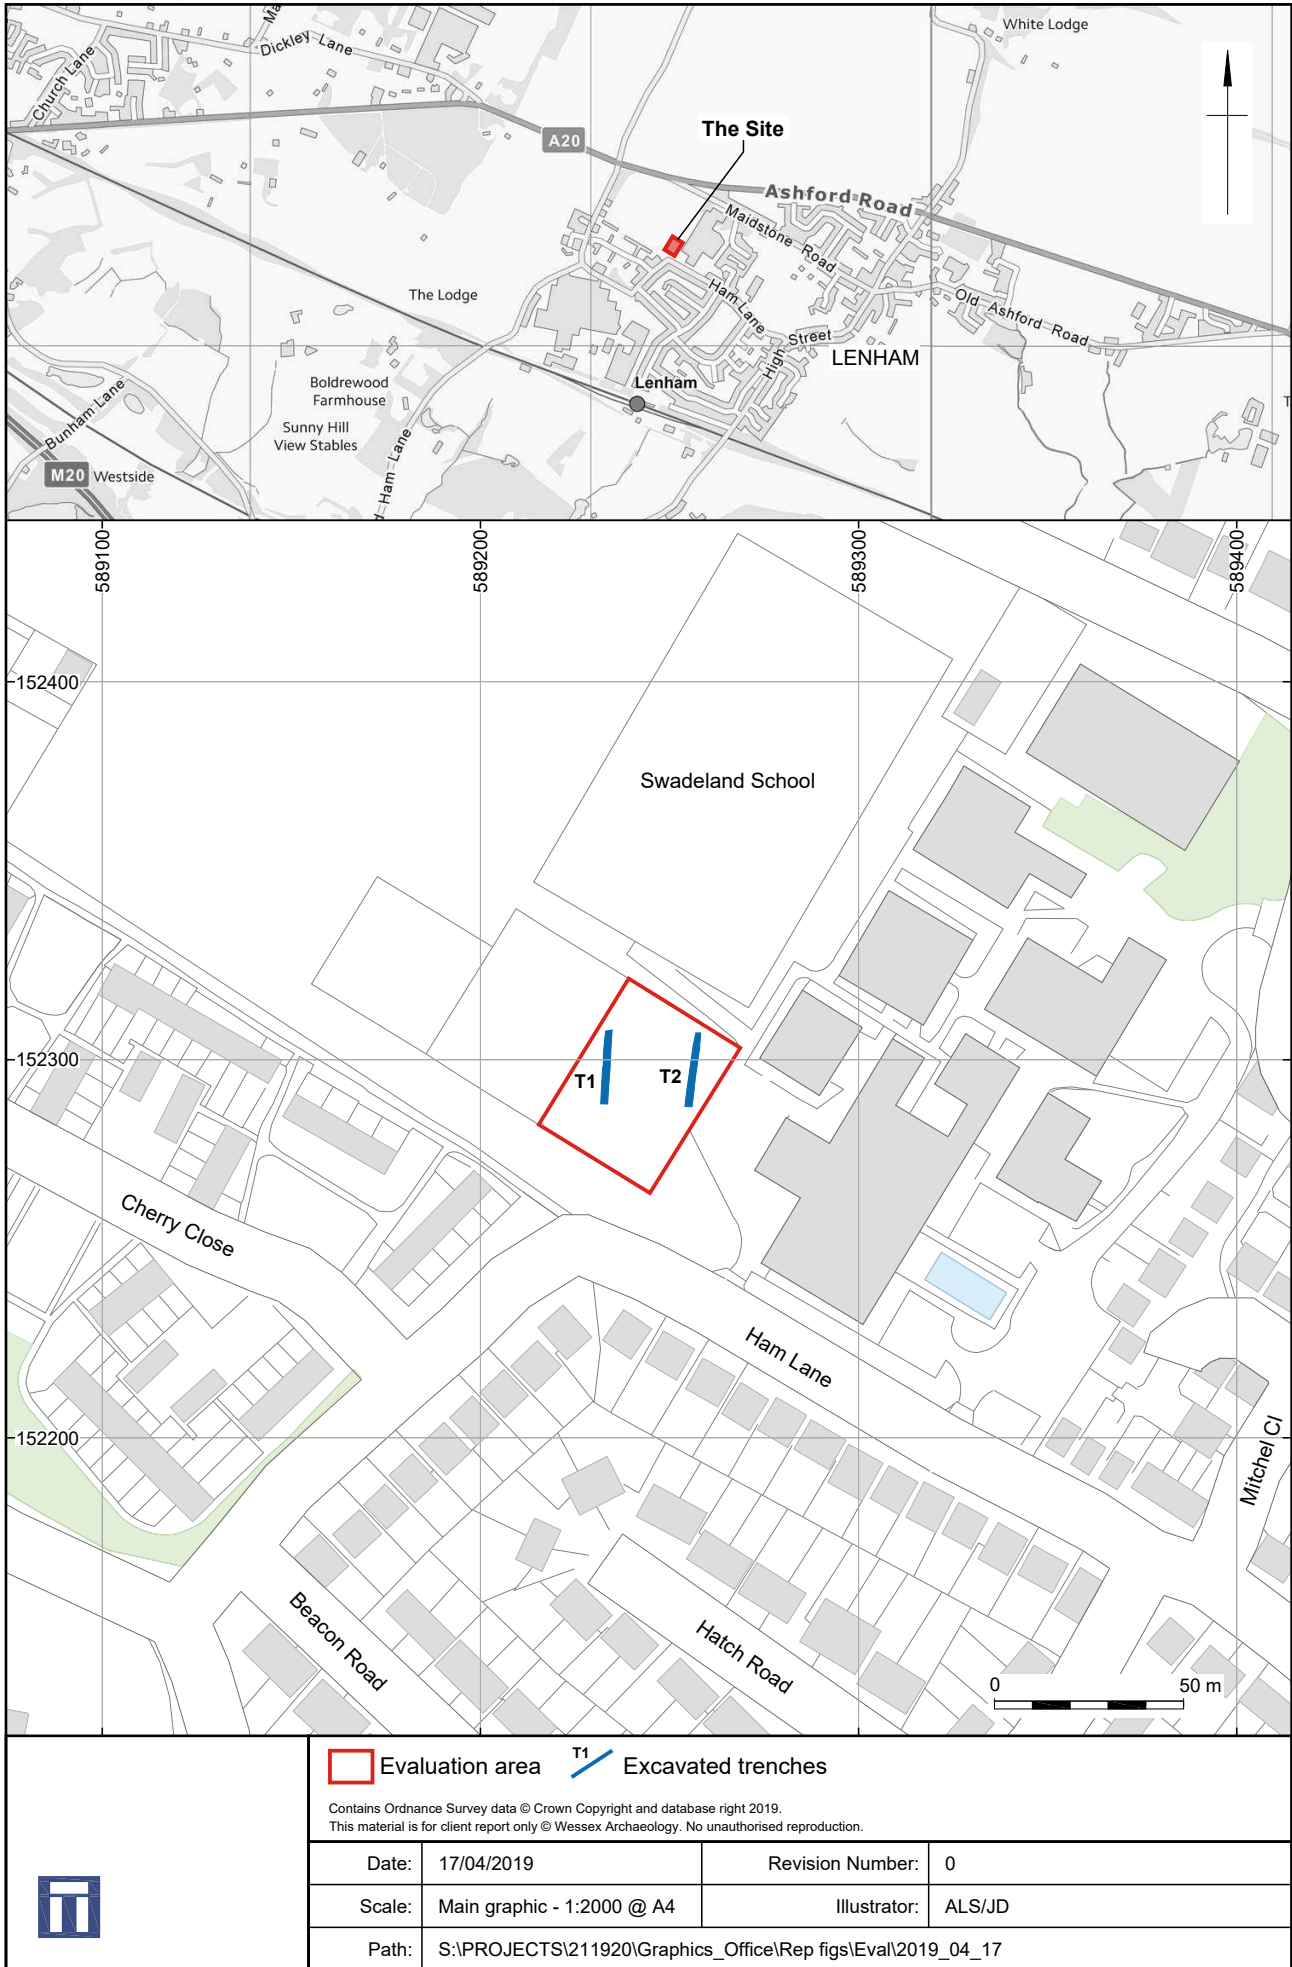 White Lodge
Ma
Dickley Lane
Church Lane
A20
The Site
Ashford Road
Maidstone Road
The Lodge
Ham Lane
Old Ashford Road
High Street
LENHAM
Boldrewood
Farmhouse
Lenham
Bunham Lane
Sunny Hill
View Stables
d Ham Lane
T
M20
Westside
589100
589200
589300
589400
152400
Swadeland School
152300
T1
T2
Cherry Close
Ham Lane
152200
Mitchel Cl
Beacon Road
Hatch Road
0 50 m
Evaluation area
T1
Excavated trenches
Contains Ordnance Survey data © Crown Copyright and database right 2019.
This material is for client report only © Wessex Archaeology. No unauthorised reproduction.
Date: 17/04/2019 Revision Number: 0
Scale: Main graphic - 1:2000 @ A4 Illustrator: ALS/JD
Path: S:\PROJECTS\211920\Graphics_Office\Rep figs\Eval\2019_04_17